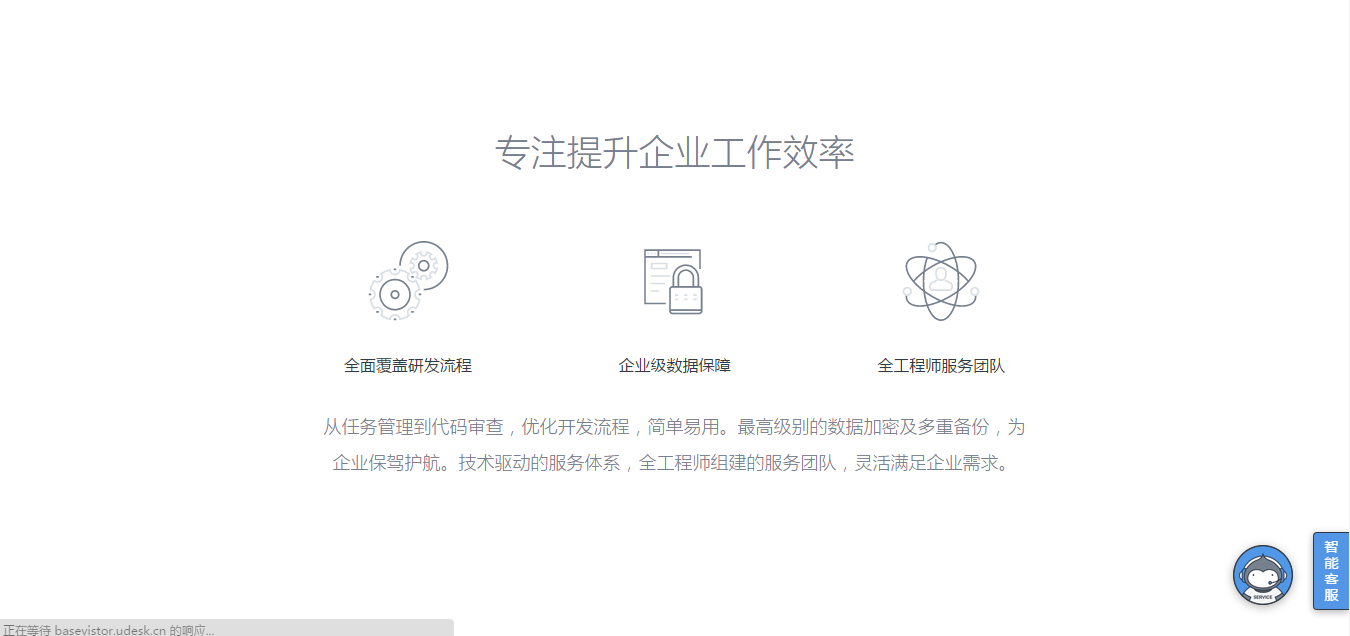 专注提升企业工作效率
全面覆盖研发流程
企业级数据保障
全工程师服务团队
从任务管理到代码审查，优化开发流程，简单易用。最高级别的数据加密及多重备份，为
企业保驾护航。技术驱动的服务体系，全工程师组建的服务团队，灵活满足企业需求。
SERVICE
智能客服
正在等待 basevistor.udesk.cn 的响应...